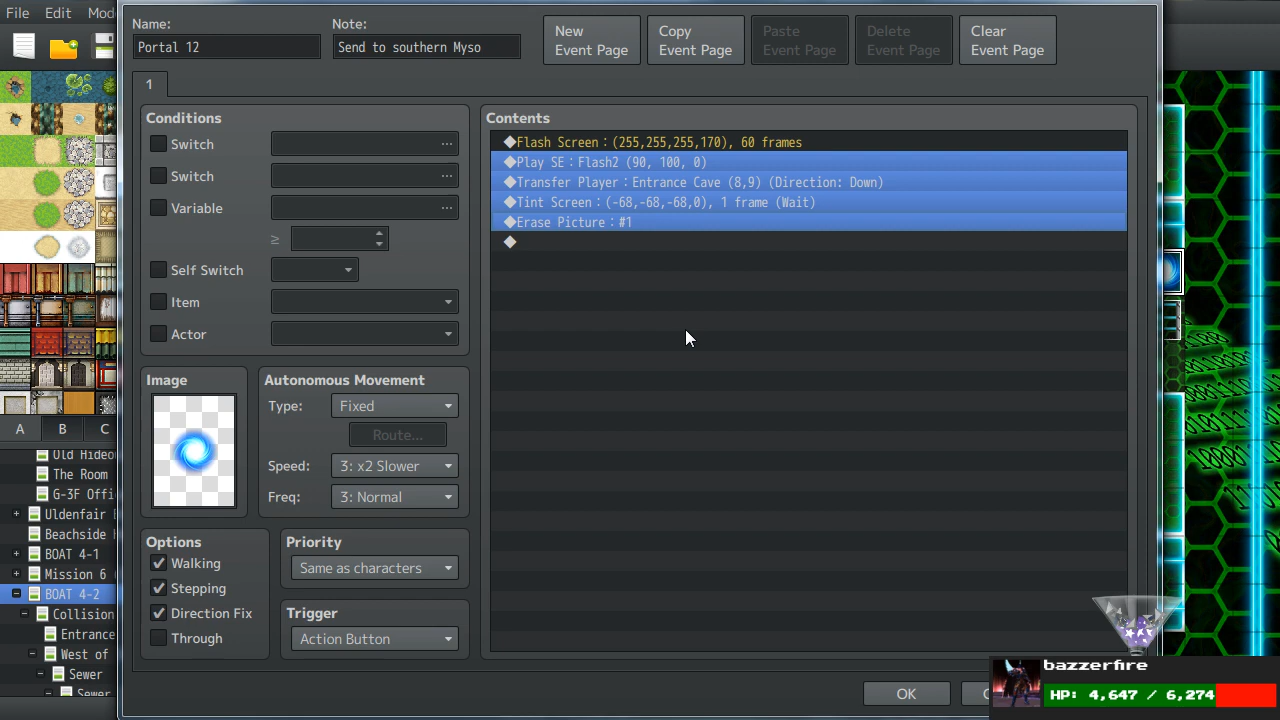 File Edit Mod
Name:
Note:
Portal 12
Send to southern Myso
New
Event Page
Copy
Event Page
Paste
Event Page
Delete
Event Page
Clear
Event Page
1
Conditions
Switch ...
Switch ...
Variable ...
≥
Self Switch
Item
Actor
Image
Autonomous Movement
Type: Fixed
Route...
Speed: 3: x2 Slower
Freq: 3: Normal
Options
Walking
Stepping
Direction Fix
Through
Priority
Same as characters
Trigger
Action Button
Contents
◆Flash Screen : (255,255,255,170), 60 frames
◆Play SE : Flash2 (90, 100, 0)
◆Transfer Player : Entrance Cave (8,9) (Direction: Down)
◆Tint Screen : (-68,-68,-68,0), 1 frame (Wait)
◆Erase Picture : #1
◆
A B C
Old Hideo
The Room
G-3F Offi
Uldenfair
Beachside
BOAT 4-1
Mission 6
BOAT 4-2
Collision
Entrance
West of
Sewer
Sewer
OK
bazzerfire
HP: 4,647 / 6,274